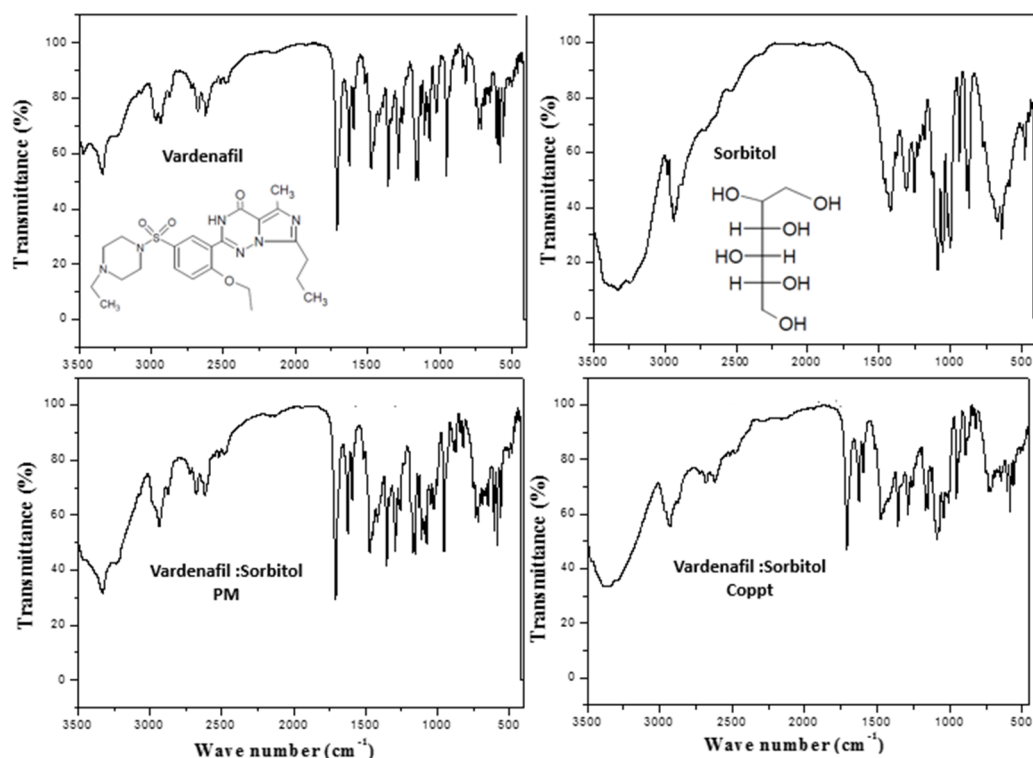 Transmittance (%)
100
80
60
40
20
0
Vardenafil
O
CH₃
HN
N
N
N
O
O
S
N
N
CH₃
O
CH₃
3500 3000 2500 2000 1500 1000 500
Transmittance (%)
100
80
60
40
20
0
Sorbitol
HO
OH
H OH
HO H
H OH
OH
3500 3000 2500 2000 1500 1000 500
Transmittance (%)
100
80
60
40
20
0
Vardenafil :Sorbitol
PM
3500 3000 2500 2000 1500 1000 500
Wave number (cm⁻¹)
Transmittance (%)
100
80
60
40
20
0
Vardenafil :Sorbitol
Coppt
3500 3000 2500 2000 1500 1000 500
Wave number (cm⁻¹)